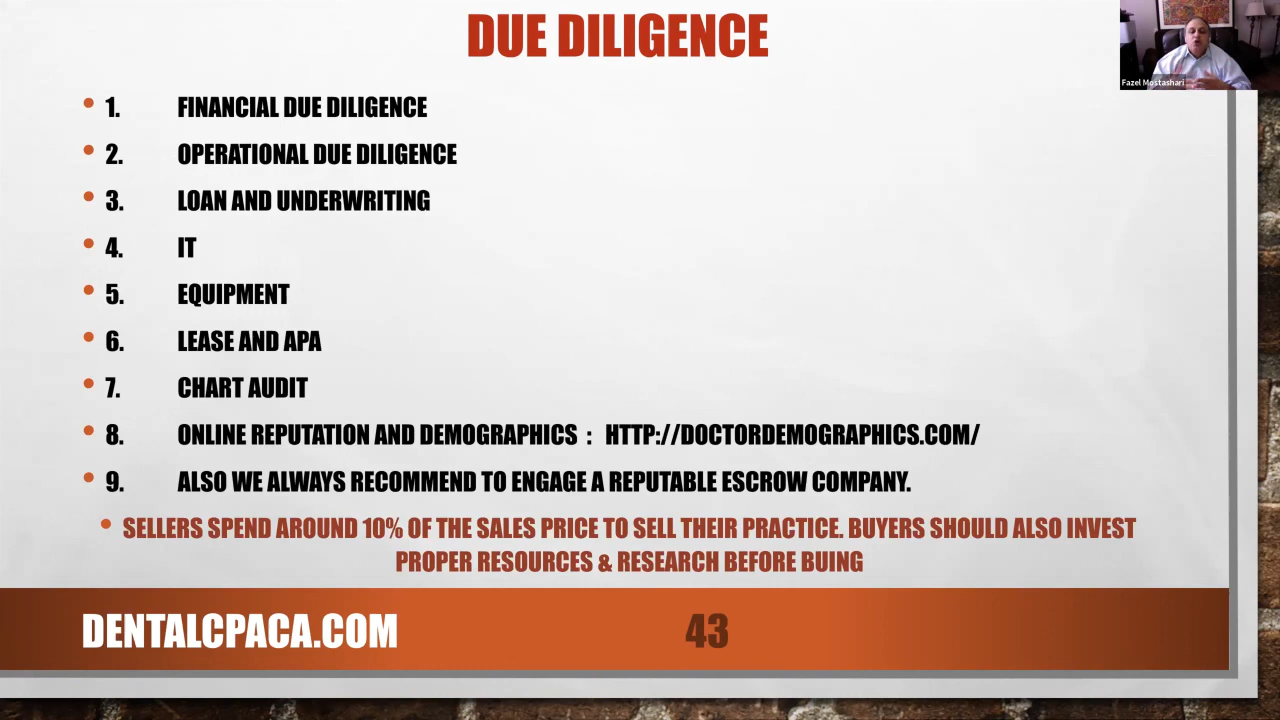 DUE DILIGENCE
Fazel Mostashari
• 1. FINANCIAL DUE DILIGENCE
• 2. OPERATIONAL DUE DILIGENCE
• 3. LOAN AND UNDERWRITING
• 4. IT
• 5. EQUIPMENT
• 6. LEASE AND APA
• 7. CHART AUDIT
• 8. ONLINE REPUTATION AND DEMOGRAPHICS : HTTP://DOCTORDEMOGRAPHICS.COM/
• 9. ALSO WE ALWAYS RECOMMEND TO ENGAGE A REPUTABLE ESCROW COMPANY.
• SELLERS SPEND AROUND 10% OF THE SALES PRICE TO SELL THEIR PRACTICE. BUYERS SHOULD ALSO INVEST
PROPER RESOURCES & RESEARCH BEFORE BUING
DENTALCPACA.COM
43